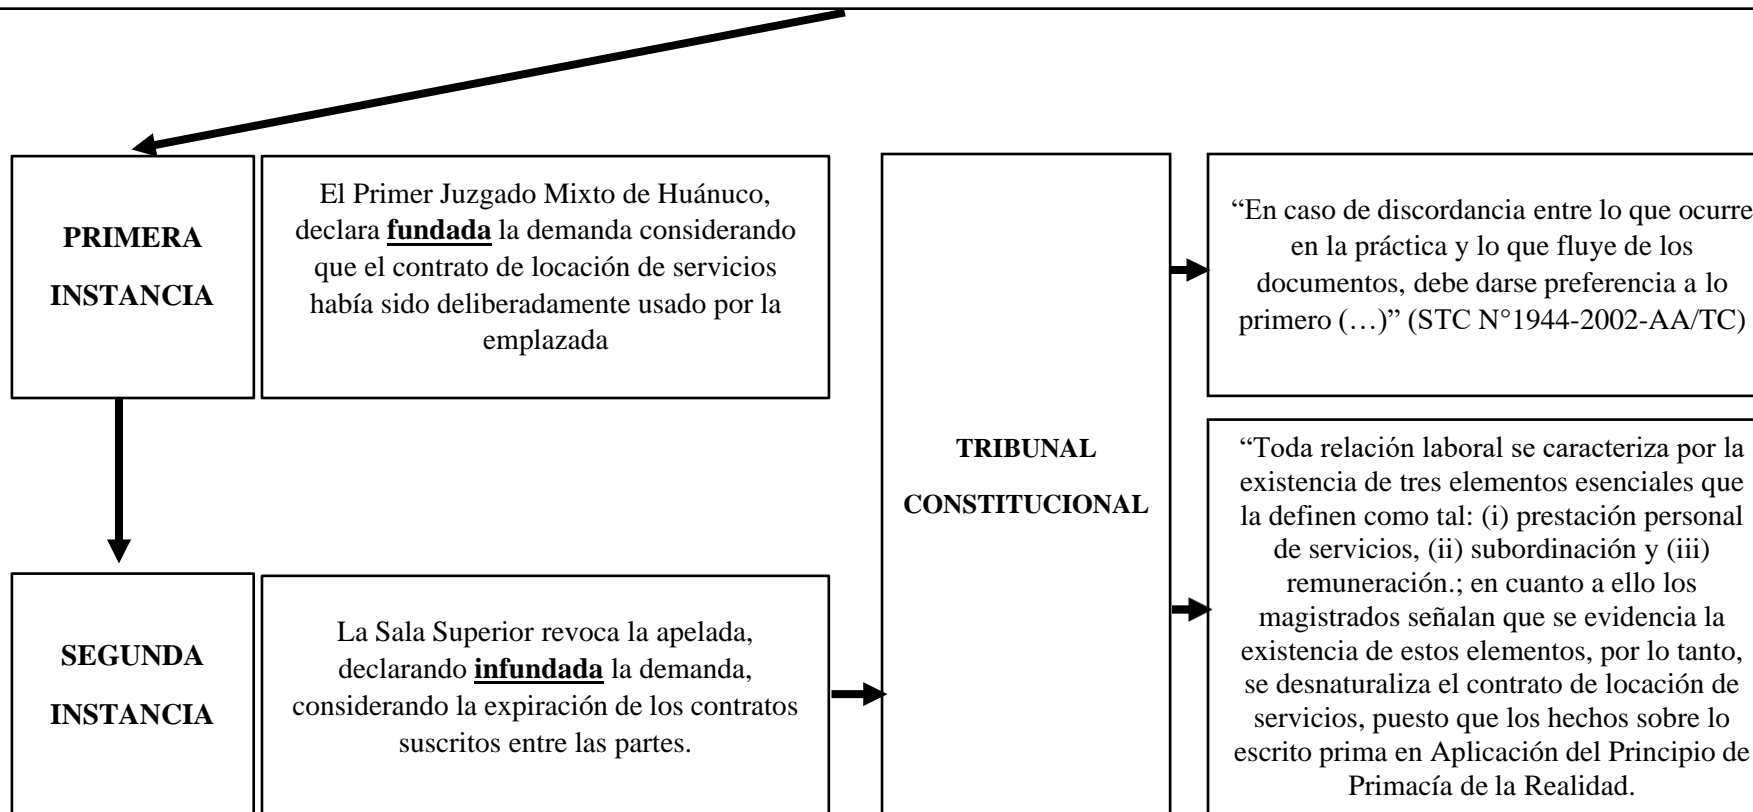 PRIMERA
INSTANCIA
El Primer Juzgado Mixto de Huánuco,
declara fundada la demanda considerando
que el contrato de locación de servicios
había sido deliberadamente usado por la
emplazada
SEGUNDA
INSTANCIA
La Sala Superior revoca la apelada,
declarando infundada la demanda,
considerando la expiración de los contratos
suscritos entre las partes.
TRIBUNAL
CONSTITUCIONAL
“En caso de discordancia entre lo que ocurre
en la práctica y lo que fluye de los
documentos, debe darse preferencia a lo
primero (…)” (STC N°1944-2002-AA/TC)
“Toda relación laboral se caracteriza por la
existencia de tres elementos esenciales que
la definen como tal: (i) prestación personal
de servicios, (ii) subordinación y (iii)
remuneración.; en cuanto a ello los
magistrados señalan que se evidencia la
existencia de estos elementos, por lo tanto,
se desnaturaliza el contrato de locación de
servicios, puesto que los hechos sobre lo
escrito prima en Aplicación del Principio de
Primacía de la Realidad.